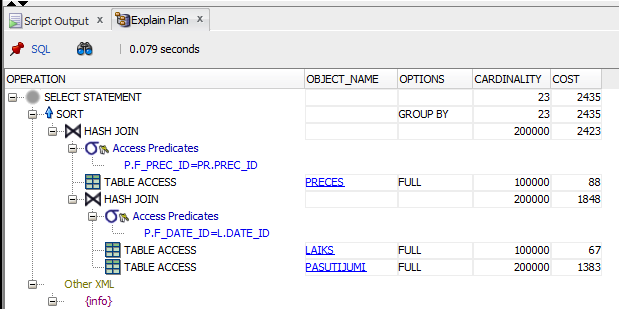 Script Output x Explain Plan x
SQL | 0.079 seconds
OPERATION OBJECT_NAME OPTIONS CARDINALITY COST
SELECT STATEMENT 23 2435
SORT GROUP BY 23 2435
HASH JOIN 200000 2423
Access Predicates
P.F_PREC_ID=PR.PREC_ID
TABLE ACCESS PRECES FULL 100000 88
HASH JOIN 200000 1848
Access Predicates
P.F_DATE_ID=L.DATE_ID
TABLE ACCESS LAIKS FULL 100000 67
TABLE ACCESS PASUTIJUMI FULL 200000 1383
Other XML
{info}